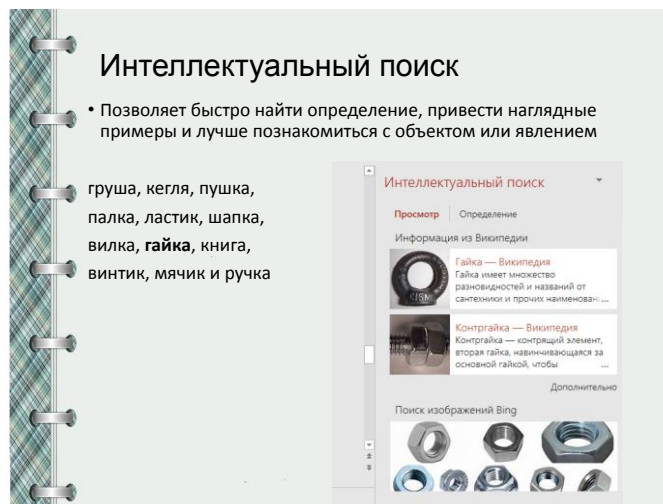 Интеллектуальный поиск
• Позволяет быстро найти определение, привести наглядные
примеры и лучше познакомиться с объектом или явлением
груша, кегля, пушка,
палка, ластик, шапка,
вилка, гайка, книга,
винтик, мячик и ручка
Интеллектуальный поиск
Просмотр Определение
Информация из Википедии
Гайка — Википедия
Гайка имеет множество
разновидностей и названий от
сантехники и прочих наименован...
Контргайка — Википедия
Контргайка — контрящий элемент,
вторая гайка, навинчивающаяся за
основной гайкой, чтобы ...
Дополнительно
Поиск изображений Bing